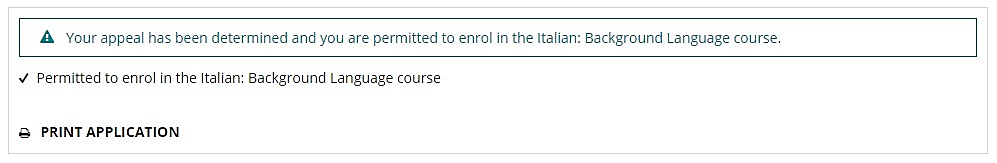 Your appeal has been determined and you are permitted to enrol in the Italian: Background Language course.
Permitted to enrol in the Italian: Background Language course
PRINT APPLICATION